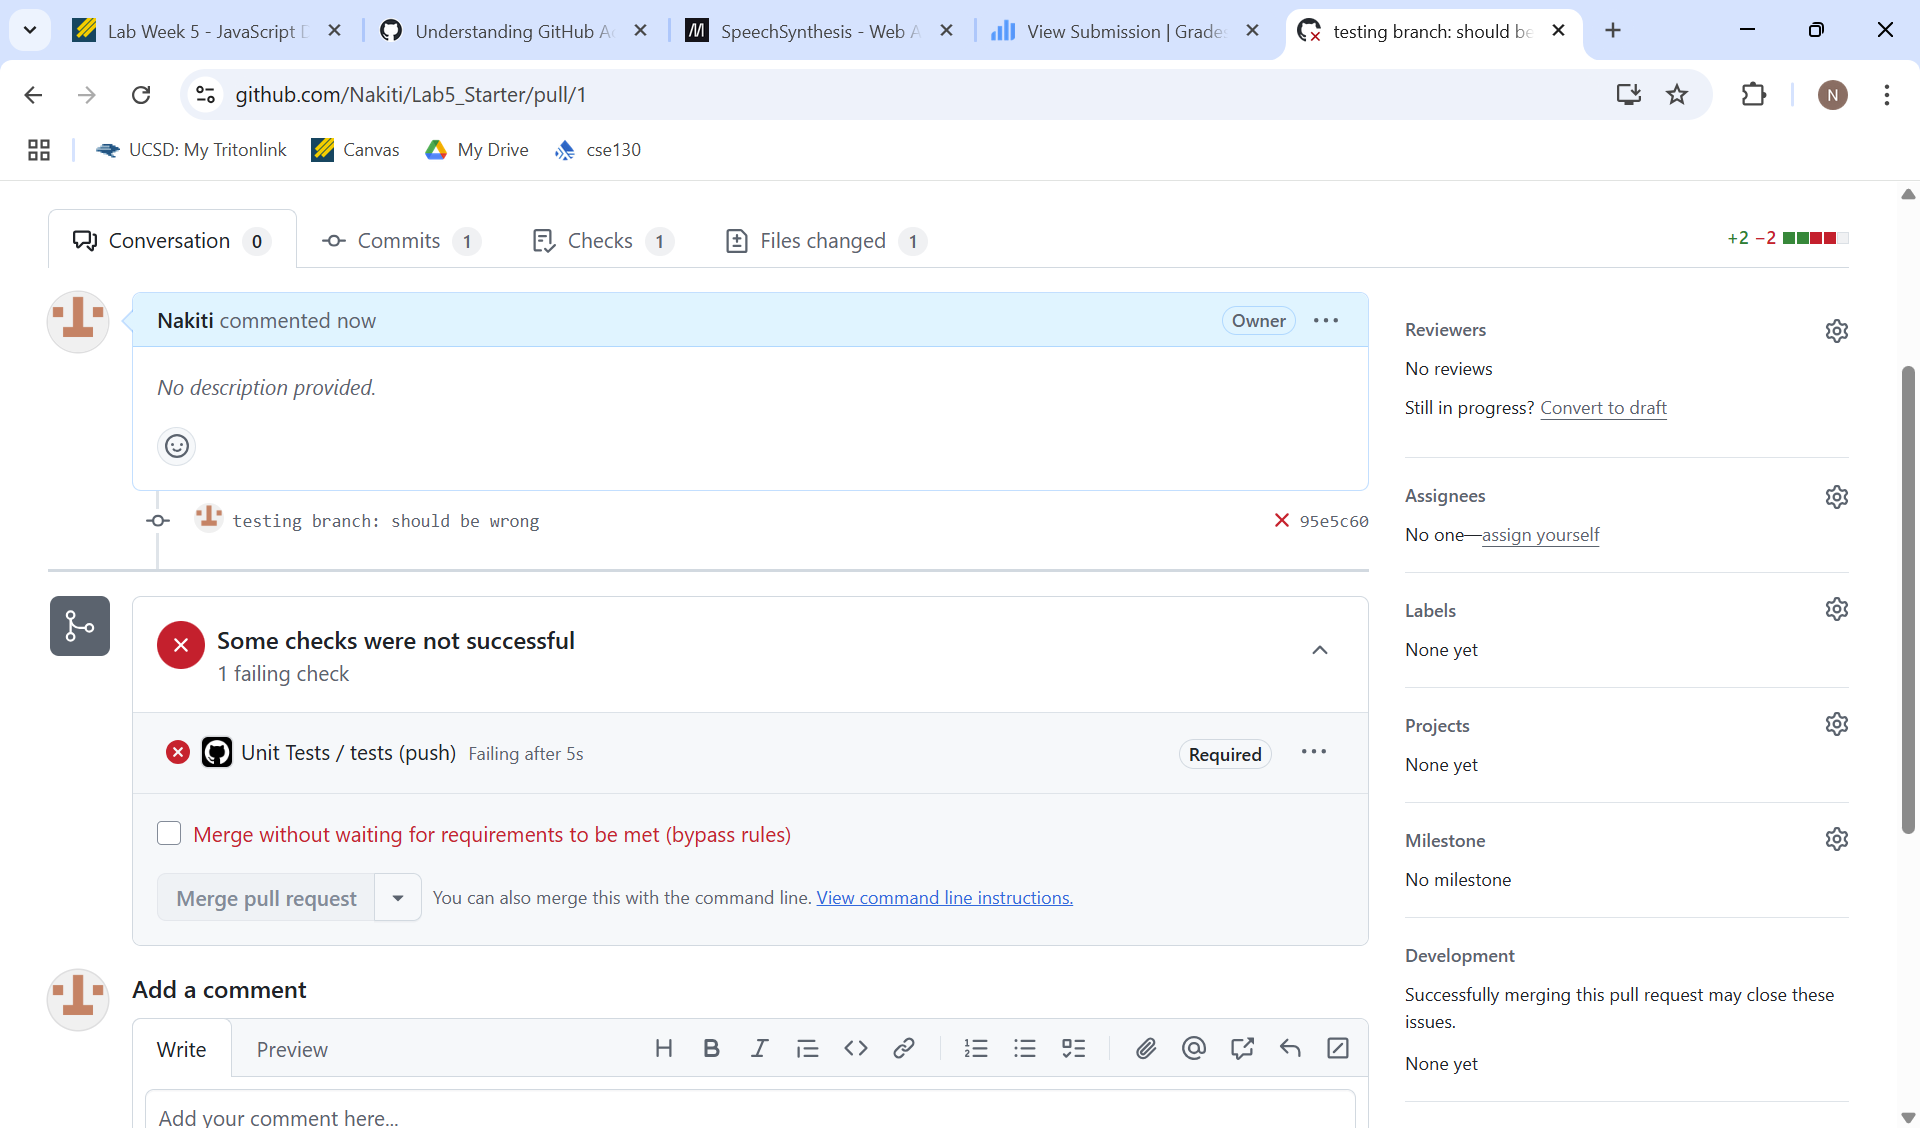 Lab Week 5 - JavaScript D
Understanding GitHub Ac
SpeechSynthesis - Web A
View Submission | Grades
testing branch: should be
github.com/Nakiti/Lab5_Starter/pull/1
N
UCSD: My Tritonlink
Canvas
My Drive
cse130
Conversation 0
Commits 1
Checks 1
Files changed 1
+2 −2
Nakiti commented now
Owner
No description provided.
testing branch: should be wrong
95e5c60
Some checks were not successful
1 failing check
Unit Tests / tests (push) Failing after 5s
Required
Merge without waiting for requirements to be met (bypass rules)
Merge pull request
You can also merge this with the command line. View command line instructions.
Add a comment
Write
Preview
Add your comment here...
Reviewers
No reviews
Still in progress? Convert to draft
Assignees
No one—assign yourself
Labels
None yet
Projects
None yet
Milestone
No milestone
Development
Successfully merging this pull request may close these
issues.
None yet